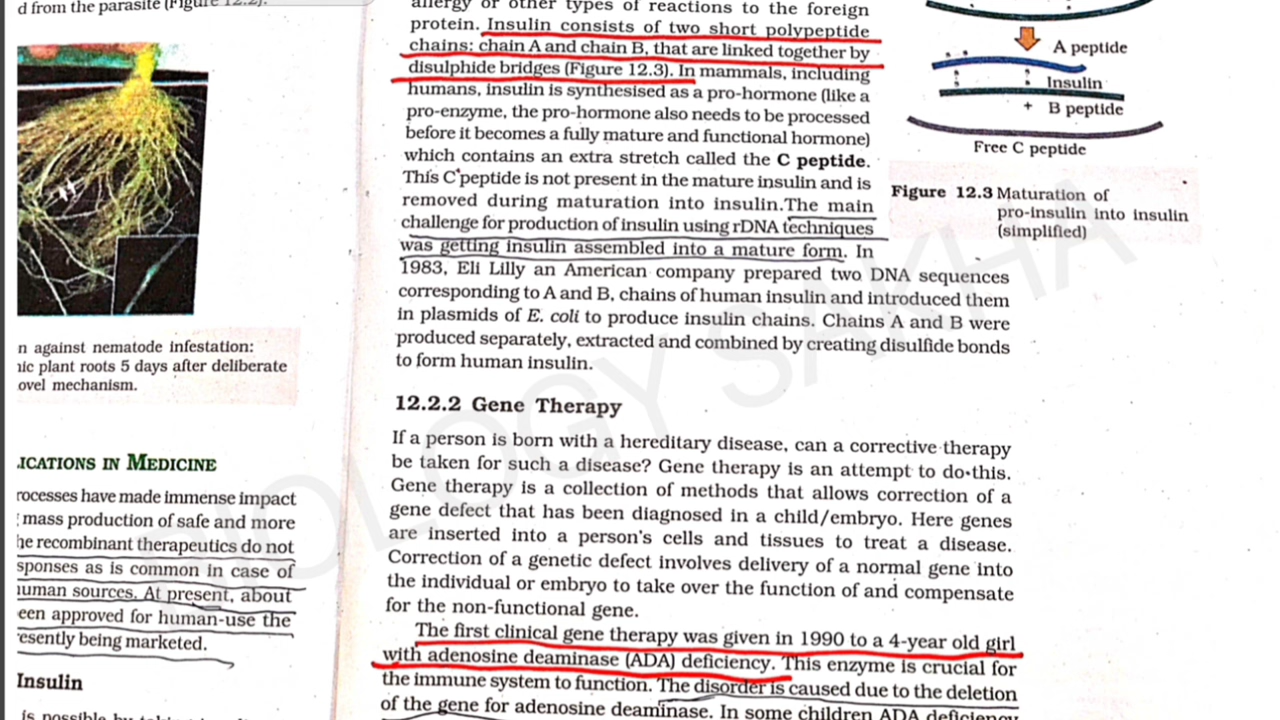 d from the parasite (Figure 12.2).
n against nematode infestation:
nic plant roots 5 days after deliberate
ovel mechanism.
ICATIONS IN MEDICINE
rocesses have made immense impact
mass production of safe and more
he recombinant therapeutics do not
sponses as is common in case of
uman sources. At present, about
een approved for human-use the
esently being marketed.
Insulin
allergy or other types of reactions to the foreign
protein. Insulin consists of two short polypeptide
chains: chain A and chain B, that are linked together by
disulphide bridges (Figure 12.3). In mammals, including
humans, insulin is synthesised as a pro-hormone (like a
pro-enzyme, the pro-hormone also needs to be processed
before it becomes a fully mature and functional hormone)
which contains an extra stretch called the C peptide.
This C peptide is not present in the mature insulin and is
removed during maturation into insulin.The main
challenge for production of insulin using rDNA techniques
was getting insulin assembled into a mature form. In
1983, Eli Lilly an American company prepared two DNA sequences
corresponding to A and B, chains of human insulin and introduced them
in plasmids of E. coli to produce insulin chains. Chains A and B were
produced separately, extracted and combined by creating disulfide bonds
to form human insulin.
12.2.2 Gene Therapy
If a person is born with a hereditary disease, can a corrective therapy
be taken for such a disease? Gene therapy is an attempt to do this.
Gene therapy is a collection of methods that allows correction of a
gene defect that has been diagnosed in a child/embryo. Here genes
are inserted into a person's cells and tissues to treat a disease.
Correction of a genetic defect involves delivery of a normal gene into
the individual or embryo to take over the function of and compensate
for the non-functional gene.
The first clinical gene therapy was given in 1990 to a 4-year old girl
with adenosine deaminase (ADA) deficiency. This enzyme is crucial for
the immune system to function. The disorder is caused due to the deletion
of the gene for adenosine deaminase. In some children ADA deficiency
A peptide
Insulin
+ B peptide
Free C peptide
Figure 12.3 Maturation of
pro-insulin into insulin
(simplified)
BIOLOGY SAKHA